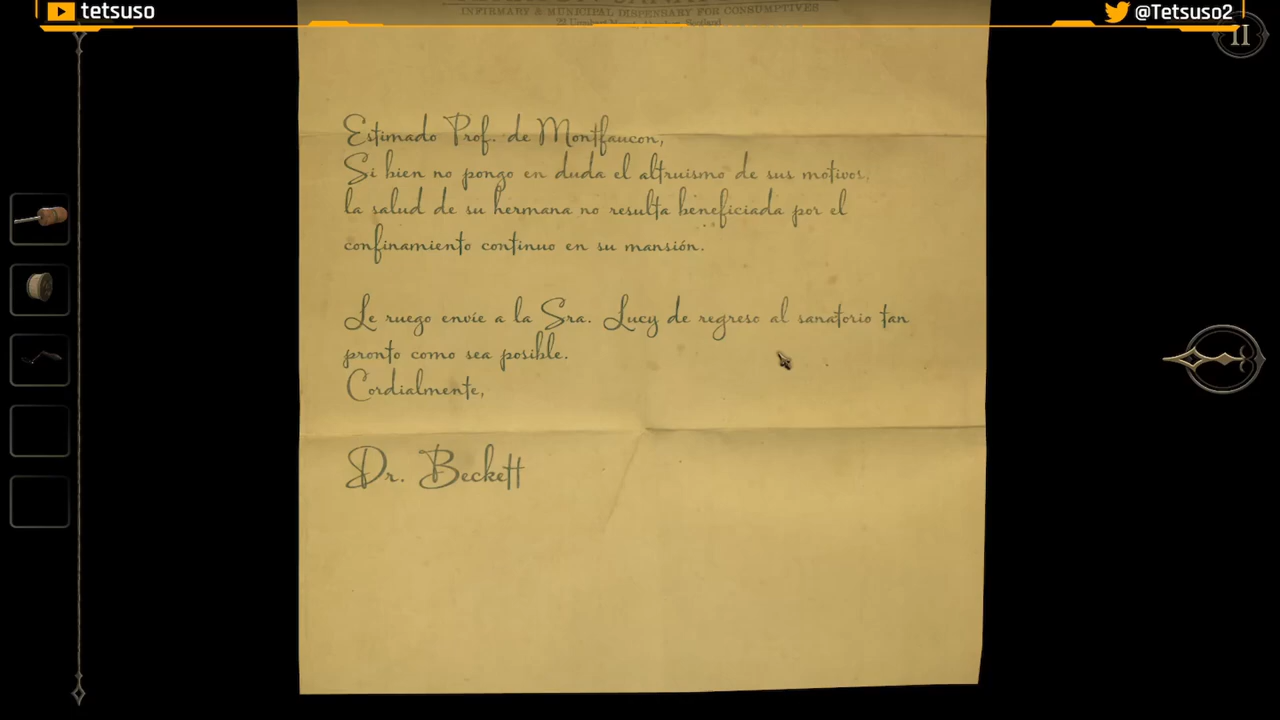 tetsuso
@Tetsuso2
INFIRMARY & MUNICIPAL DISPENSARY FOR CONSUMPTIVES
II
Estimado Prof. de Montfaucon,
Si bien no pongo en duda el altruismo de sus motivos,
la salud de su hermana no resulta beneficiada por el
confinamiento continuo en su mansión.
Le ruego envíe a la Sra. Lucy de regreso al sanatorio tan
pronto como sea posible.
Cordialmente,
Dr. Beckett